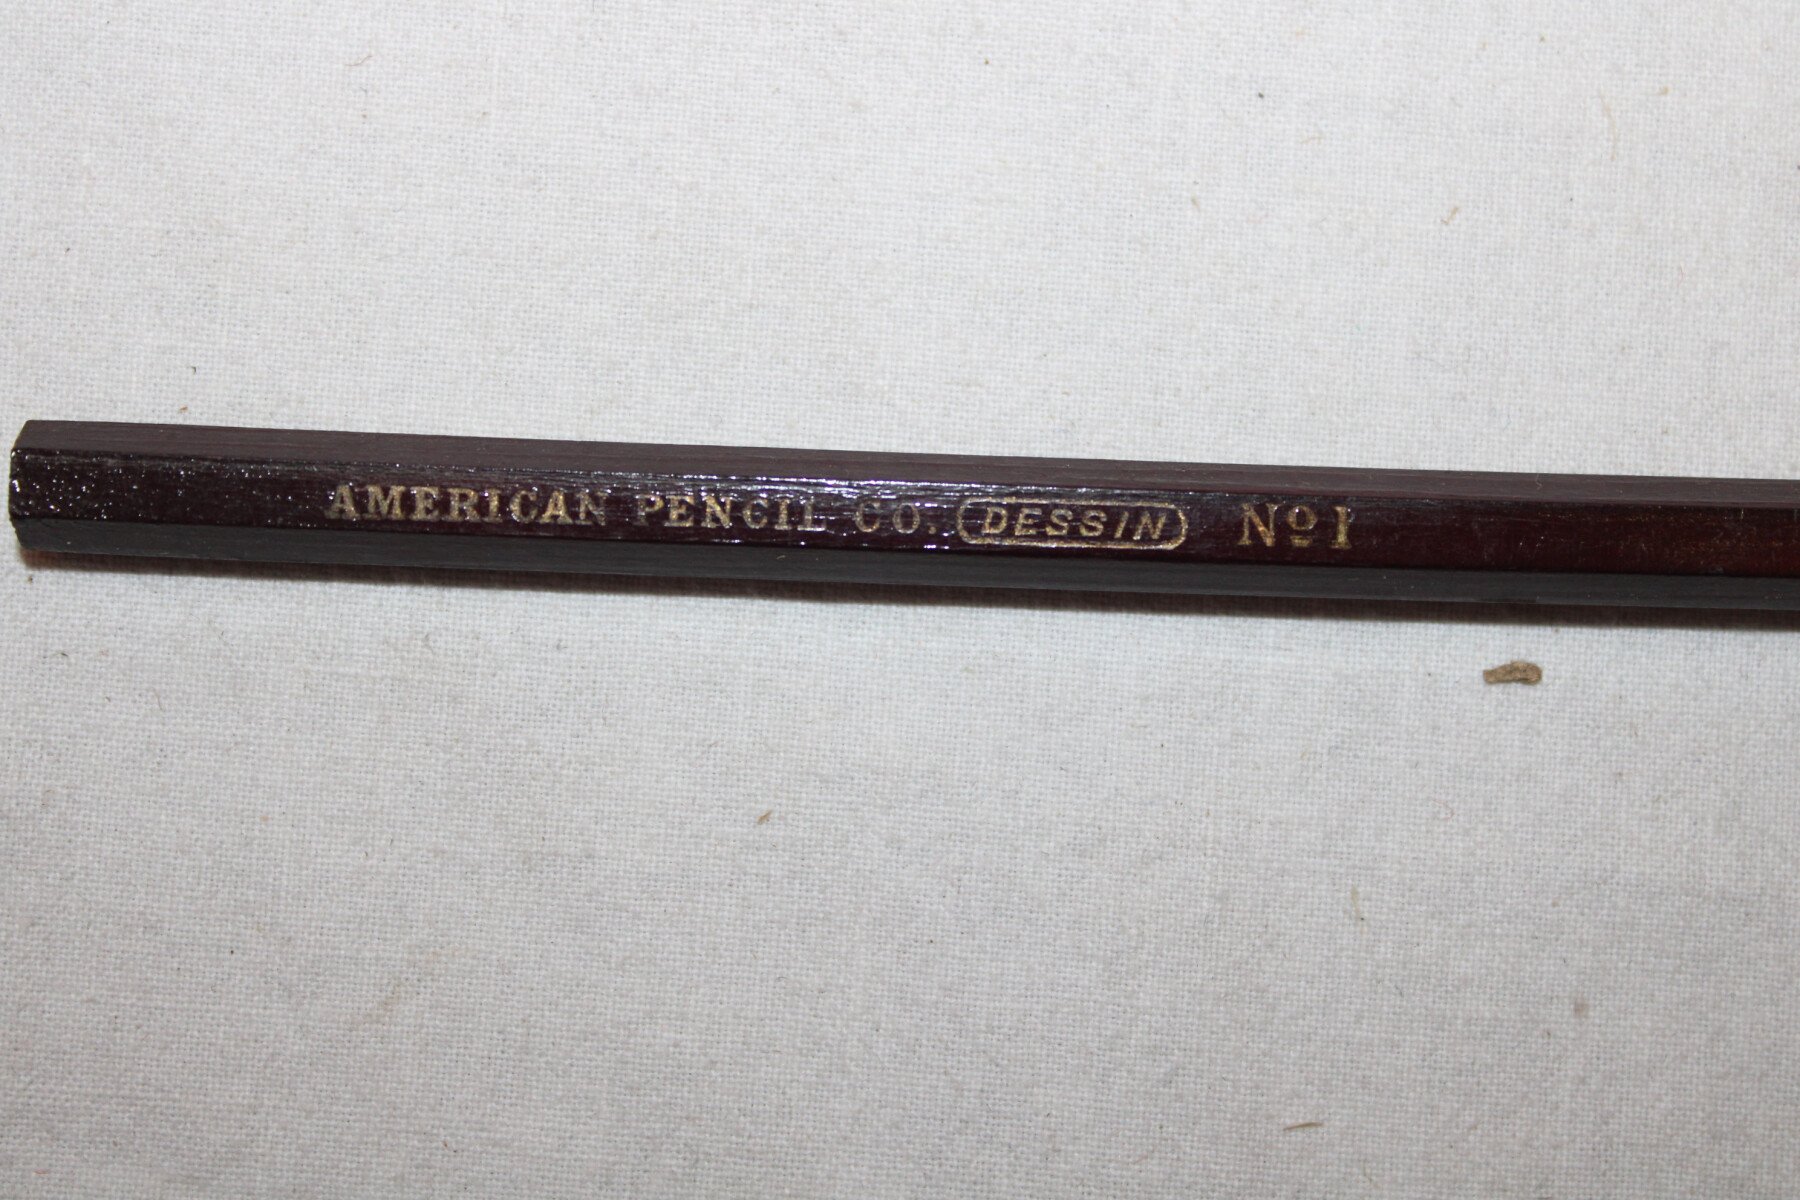 AMERICAN PENCIL CO. DESSIN Nº 1